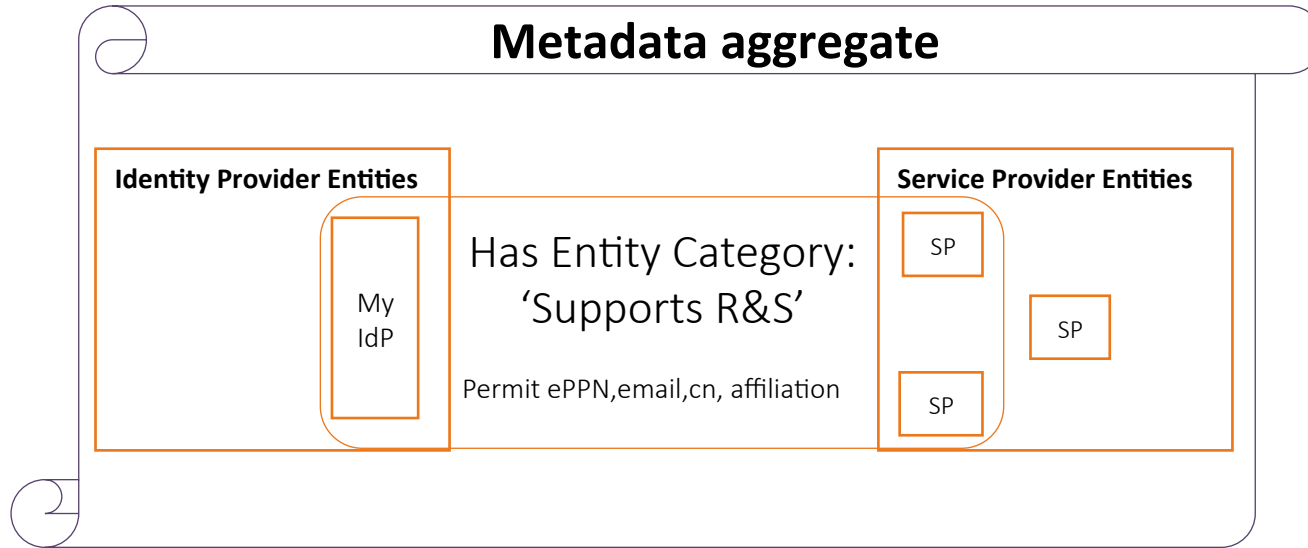 Metadata aggregate
Identity Provider Entities
Service Provider Entities
My
IdP
Has Entity Category:
‘Supports R&S’
Permit ePPN,email,cn, affiliation
SP
SP
SP